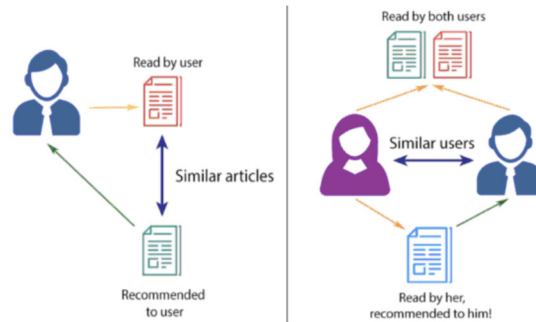 Read by user
Similar articles
Recommended
to user
Read by both users
Similar users
Read by her,
recommended to him!